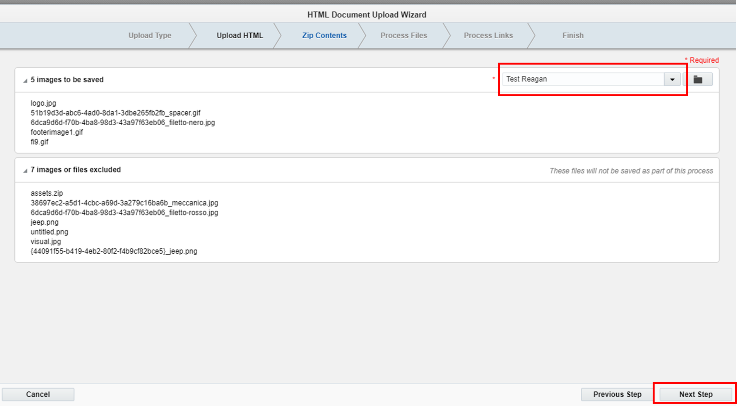 HTML Document Upload Wizard
Upload Type
Upload HTML
Zip Contents
Process Files
Process Links
Finish
* Required
5 images to be saved
* Test Reagan
logo.jpg
51b19d3d-abc6-4ad0-8da1-3dbe265fb2fb_spacer.gif
6dca9d6d-f70b-4ba8-98d3-43a97f63eb06_filetto-nero.jpg
footerimage1.gif
fl9.gif
7 images or files excluded
These files will not be saved as part of this process
assets.zip
38697ec2-a5d1-4cbc-a69d-3a279c16ba6b_meccanica.jpg
6dca9d6d-f70b-4ba8-98d3-43a97f63eb06_filetto-rosso.jpg
jeep.png
untitled.png
visual.jpg
{44091f55-b419-4eb2-80f2-f4b9cf82bce5}_jeep.png
Cancel
Previous Step
Next Step